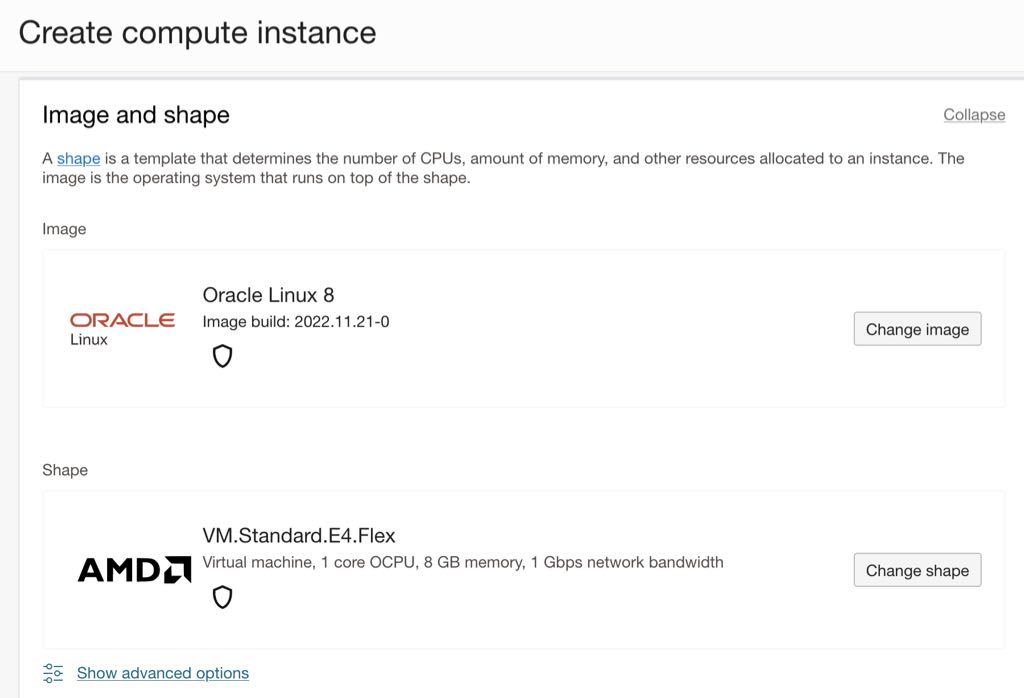 Create compute instance
Image and shape
Collapse
A shape is a template that determines the number of CPUs, amount of memory, and other resources allocated to an instance. The
image is the operating system that runs on top of the shape.
Image
ORACLE
Linux
Oracle Linux 8
Image build: 2022.11.21-0
Change image
Shape
AMD
VM.Standard.E4.Flex
Virtual machine, 1 core OCPU, 8 GB memory, 1 Gbps network bandwidth
Change shape
Show advanced options